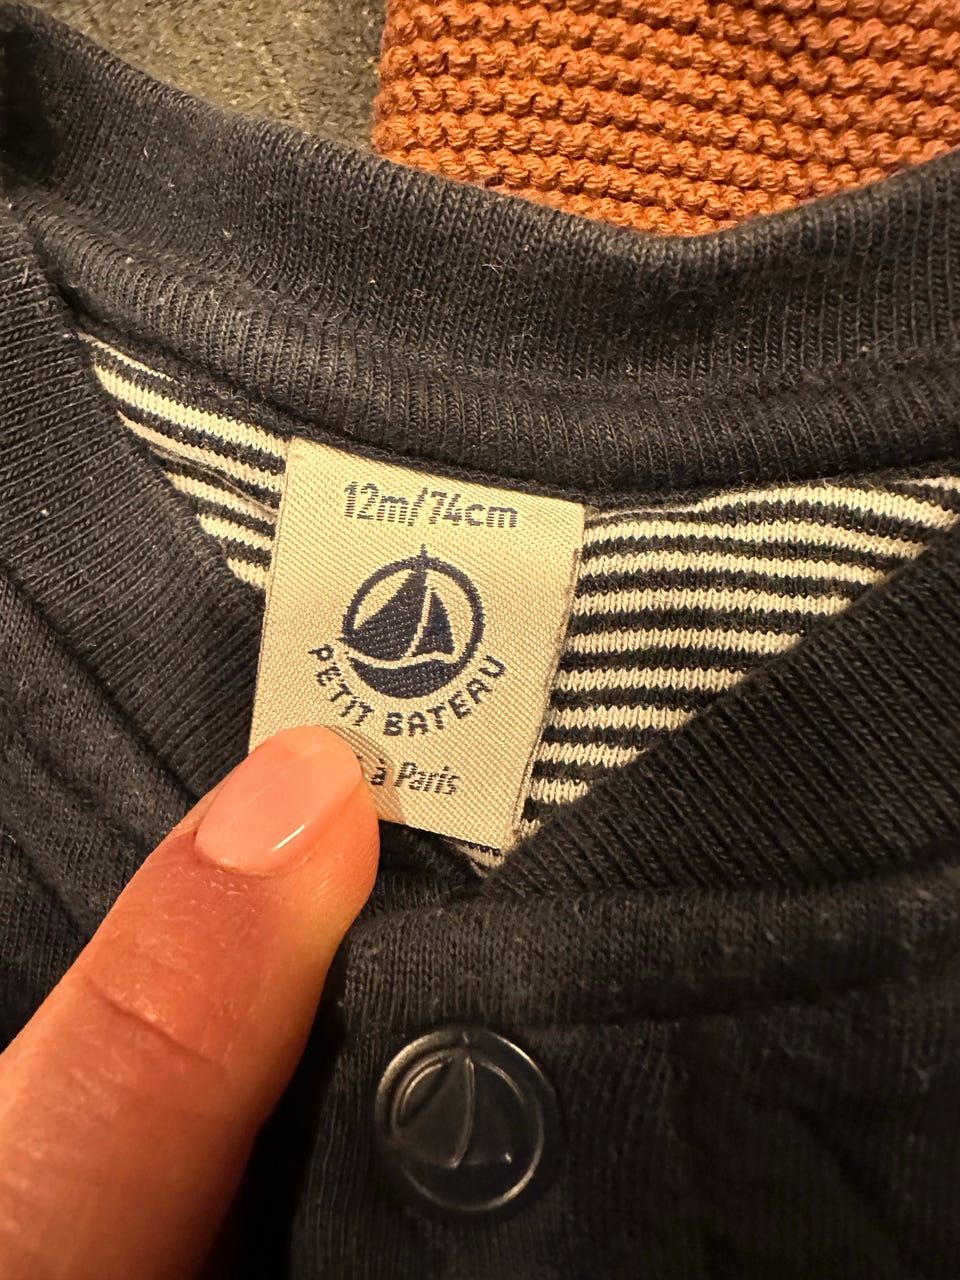 12m/74cm
PETIT BATEAU
à Paris